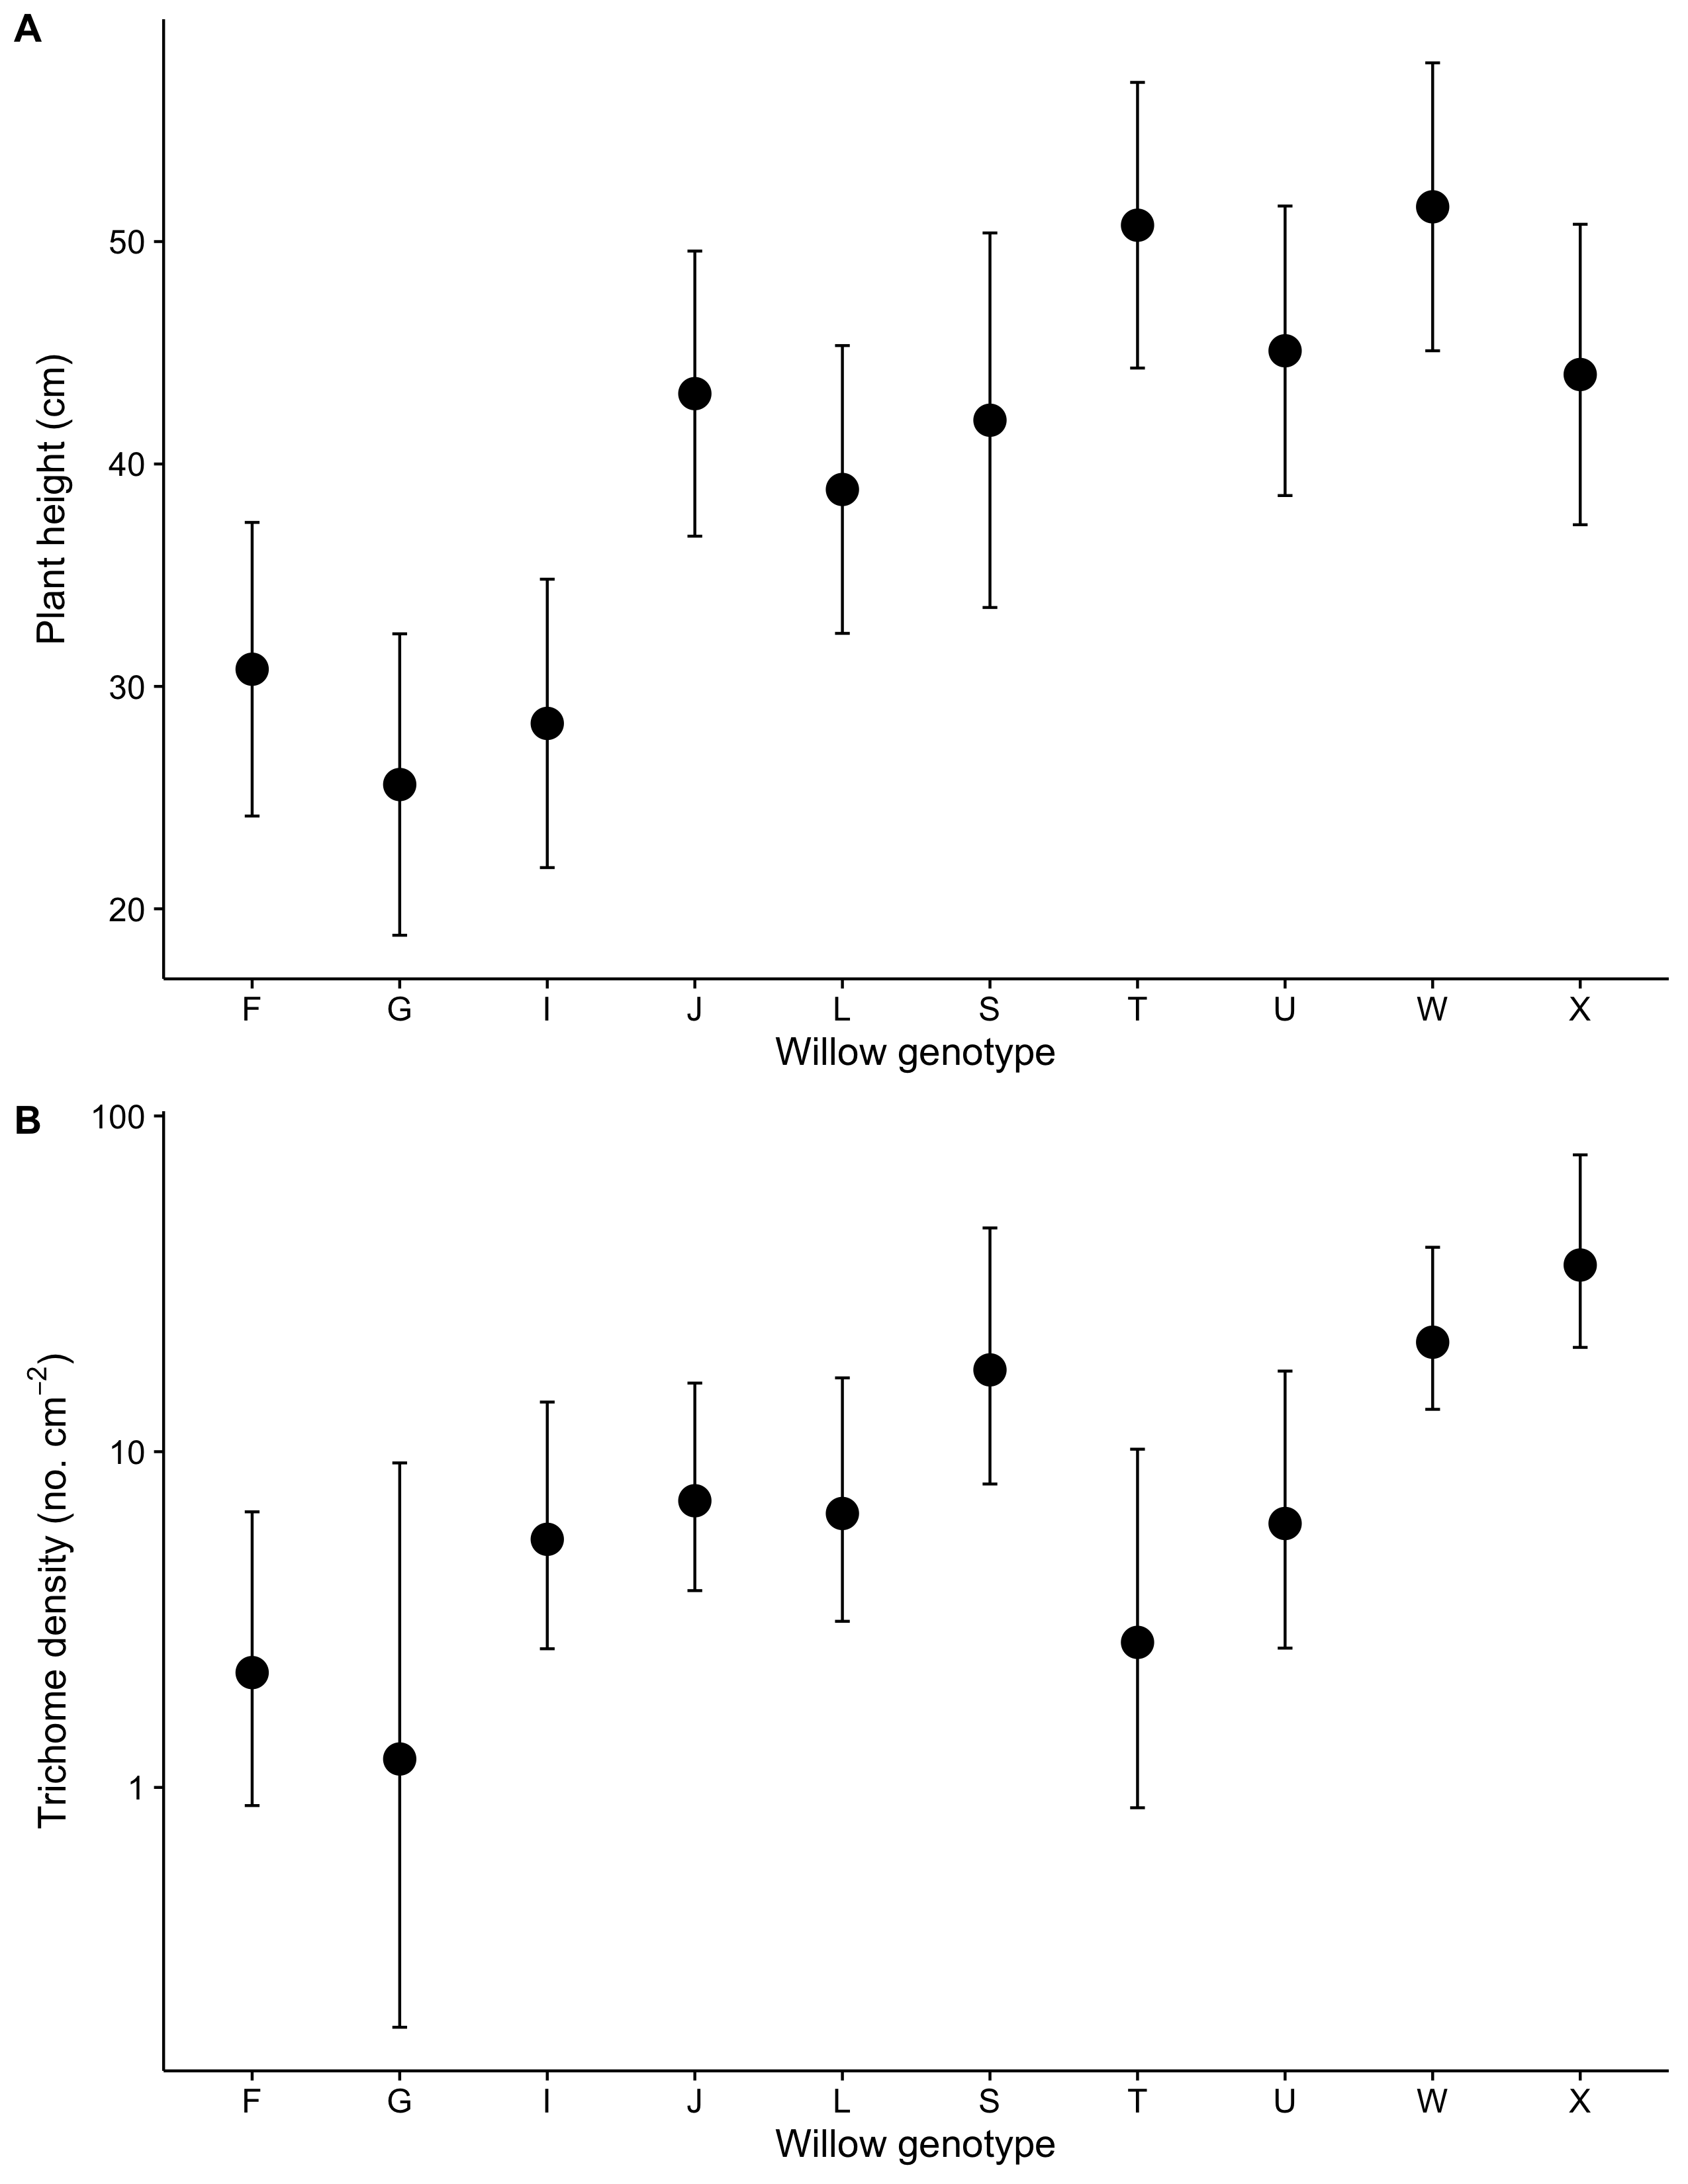 A
Plant height (cm)
50
40
30
20
F G I J L S T U W X
Willow genotype
B
Trichome density (no. cm⁻²)
100
10
1
F G I J L S T U W X
Willow genotype